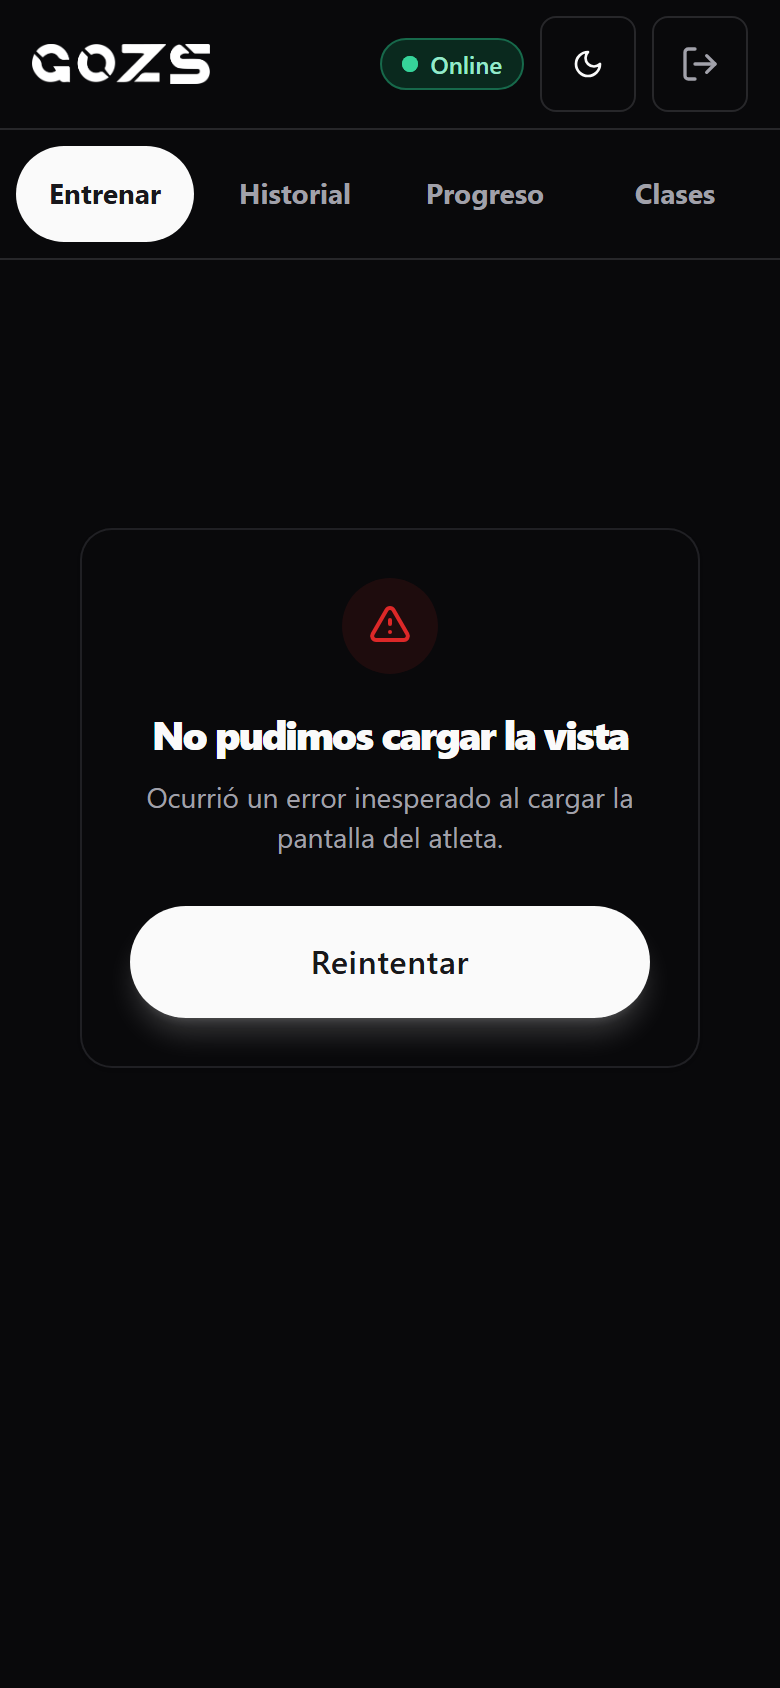 GOZS
Online
Entrenar
Historial
Progreso
Clases
No pudimos cargar la vista
Ocurrió un error inesperado al cargar la
pantalla del atleta.
Reintentar